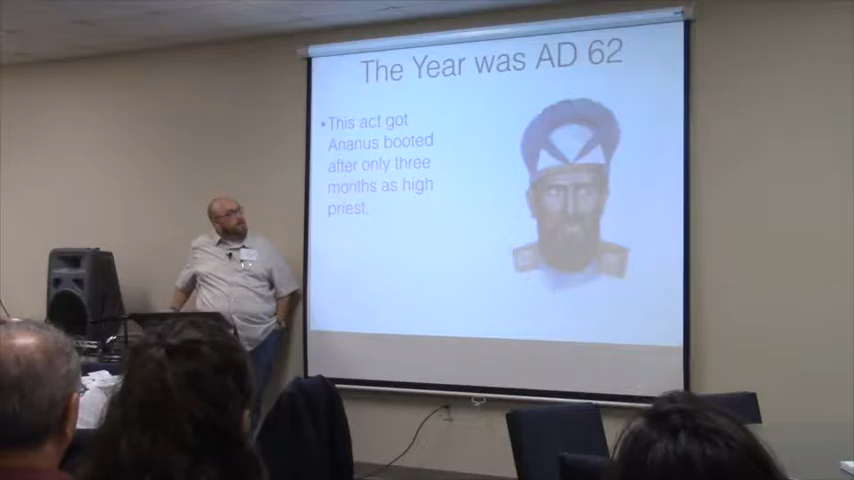 The Year was AD 62
• This act got
Ananus booted
after only three
months as high
priest.